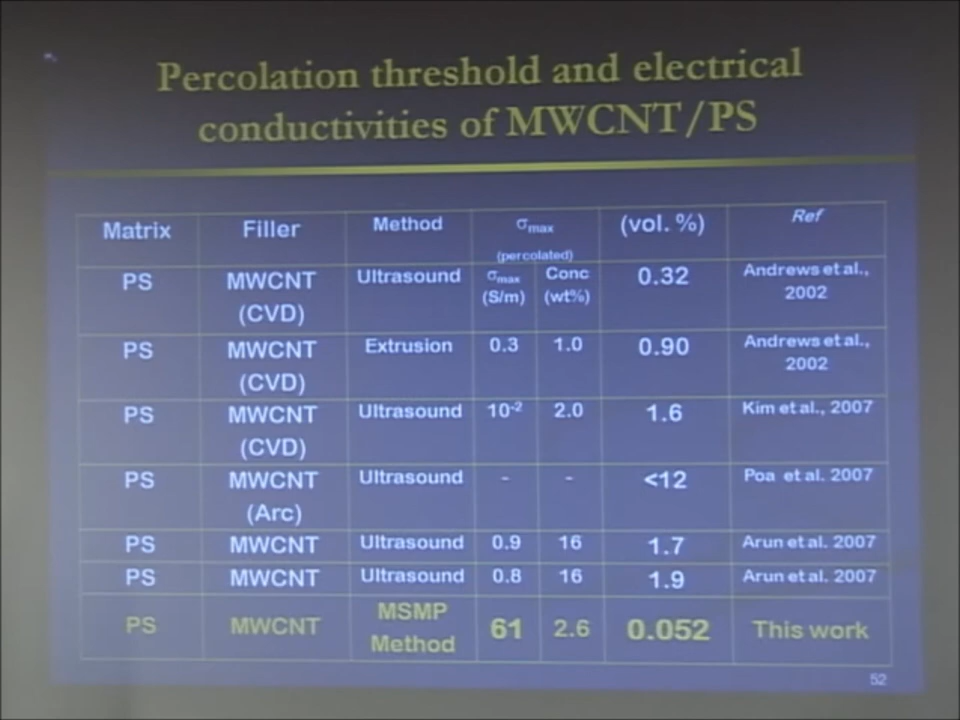 Percolation threshold and electrical
conductivities of MWCNT/PS
Matrix Filler Method σmax (vol. %) Ref
(percolated)
PS MWCNT Ultrasound σmax Conc 0.32 Andrews et al.,
(CVD) (S/m) (wt%) 2002
PS MWCNT Extrusion 0.3 1.0 0.90 Andrews et al.,
(CVD) 2002
PS MWCNT Ultrasound 10-2 2.0 1.6 Kim et al., 2007
(CVD)
PS MWCNT Ultrasound - - <12 Poa et al. 2007
(Arc)
PS MWCNT Ultrasound 0.9 16 1.7 Arun et al. 2007
PS MWCNT Ultrasound 0.8 16 1.9 Arun et al. 2007
PS MWCNT MSMP 61 2.6 0.052 This work
Method
52